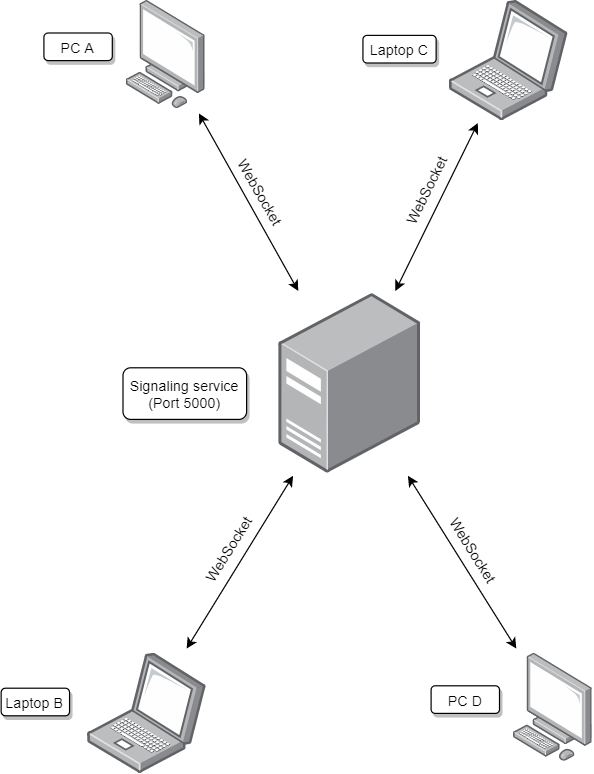 PC A
Laptop C
WebSocket
WebSocket
Signaling service
(Port 5000)
WebSocket
WebSocket
Laptop B
PC D